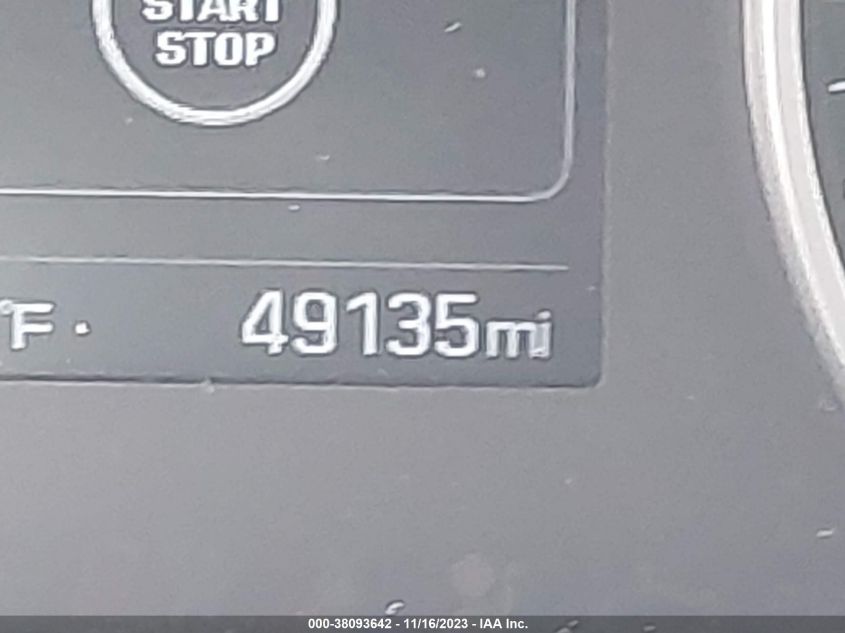 START
STOP
°F
49135mi
000-38093642 - 11/16/2023 - IAA Inc.